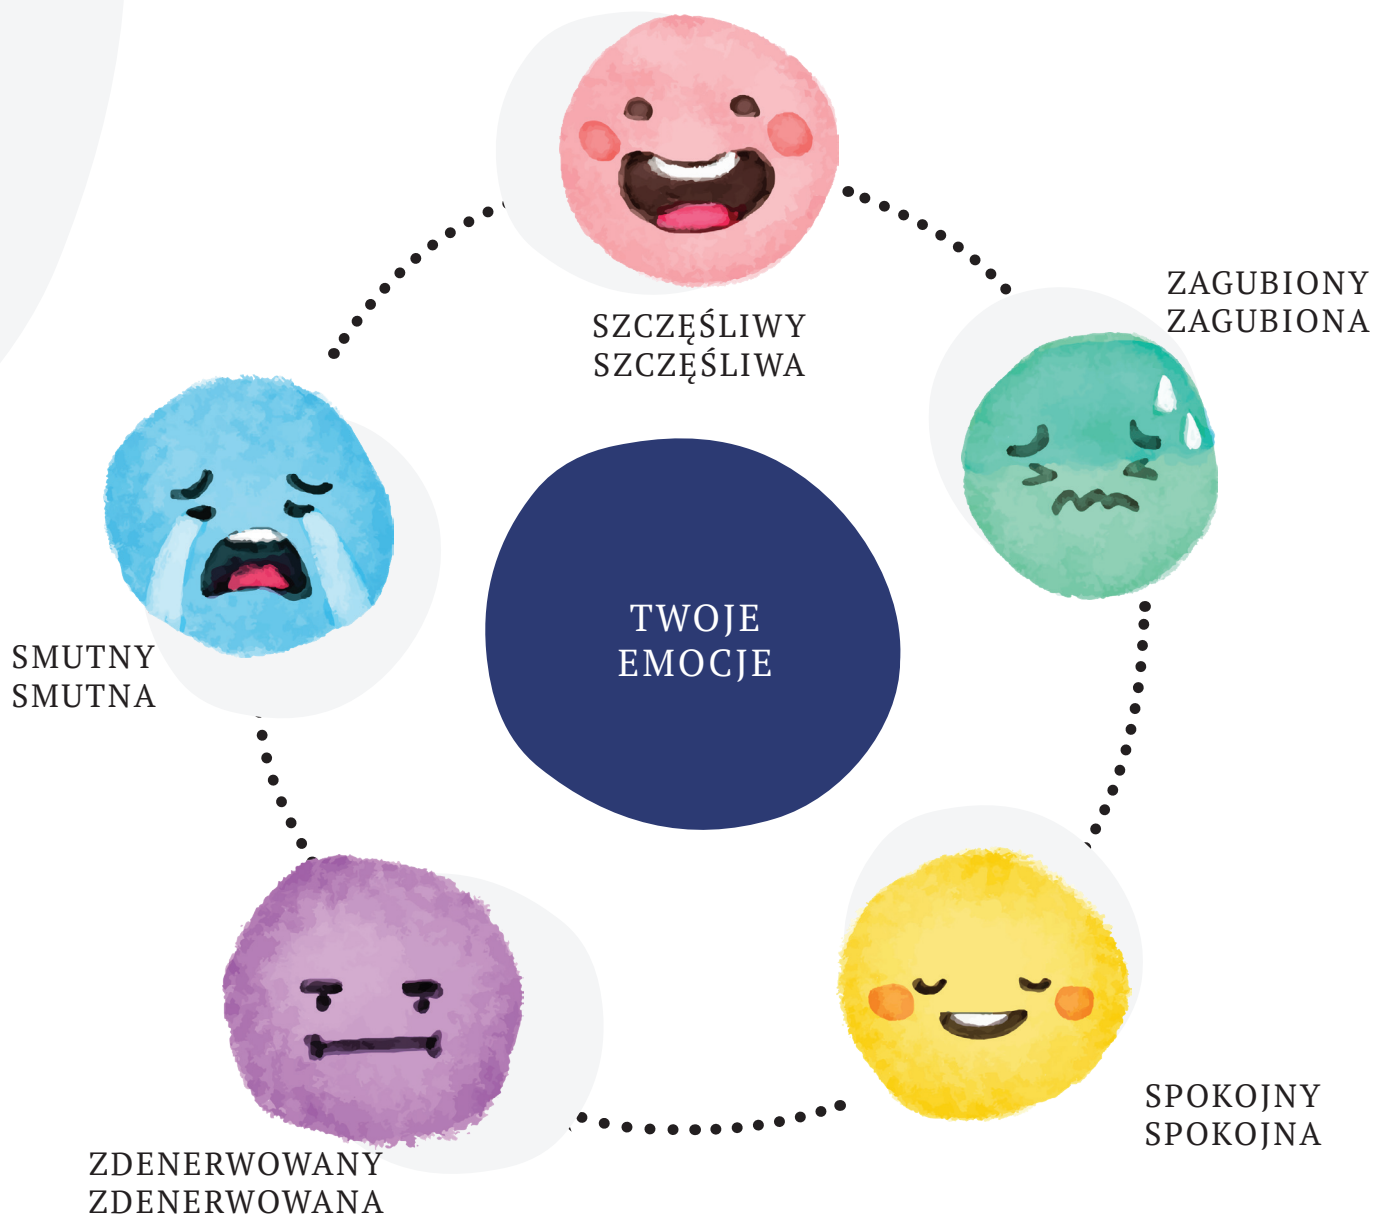 SZCZĘŚLIWY
SZCZĘŚLIWA
ZAGUBIONY
ZAGUBIONA
TWOJE
EMOCJE
SMUTNY
SMUTNA
SPOKOJNY
SPOKOJNA
ZDENERWOWANY
ZDENERWOWANA